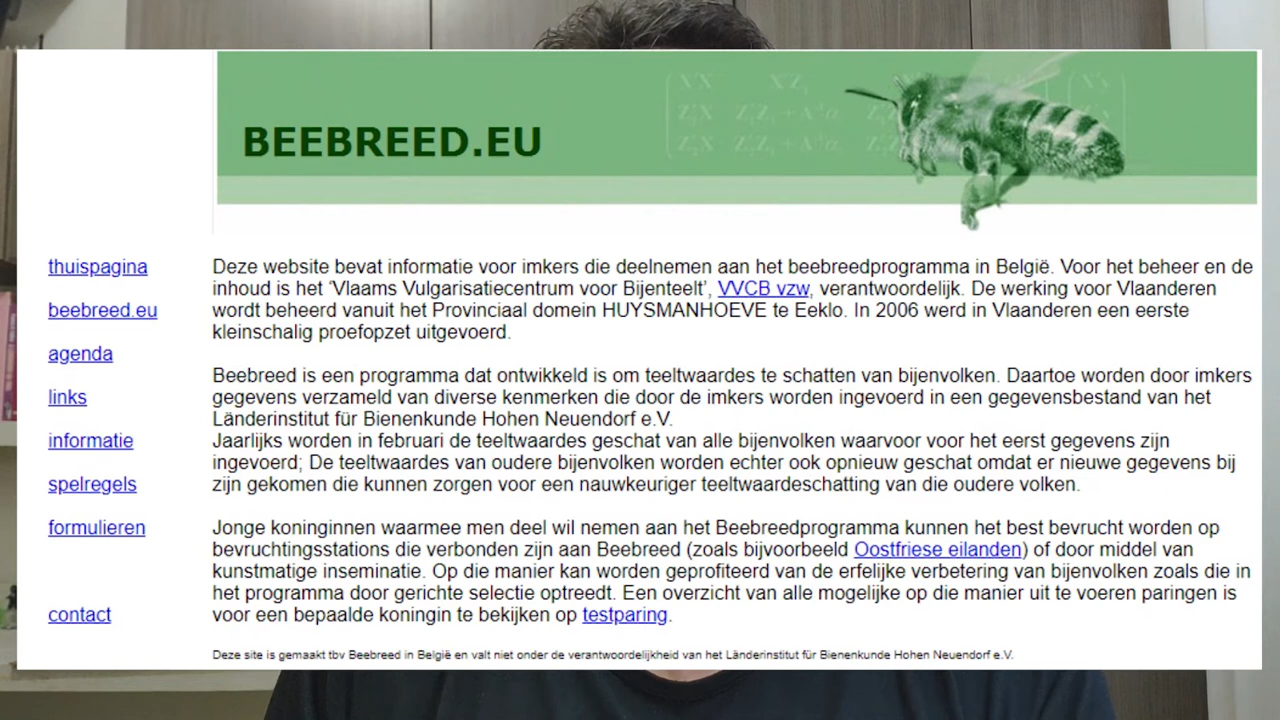 BEEBREED.EU
thuispagina
beebreed.eu
agenda
links
informatie
spelregels
formulieren
contact
Deze website bevat informatie voor imkers die deelnemen aan het beebreedprogramma in België. Voor het beheer en de
inhoud is het ‘Vlaams Vulgarisatiecentrum voor Bijenteelt’, VVCB vzw, verantwoordelijk. De werking voor Vlaanderen
wordt beheerd vanuit het Provinciaal domein HUYSMANHOEVE te Eeklo. In 2006 werd in Vlaanderen een eerste
kleinschalig proefopzet uitgevoerd.
Beebreed is een programma dat ontwikkeld is om teeltwaardes te schatten van bijenvolken. Daartoe worden door imkers
gegevens verzameld van diverse kenmerken die door de imkers worden ingevoerd in een gegevensbestand van het
Länderinstitut für Bienenkunde Hohen Neuendorf e.V.
Jaarlijks worden in februari de teeltwaardes geschat van alle bijenvolken waarvoor voor het eerst gegevens zijn
ingevoerd; De teeltwaardes van oudere bijenvolken worden echter ook opnieuw geschat omdat er nieuwe gegevens bij
zijn gekomen die kunnen zorgen voor een nauwkeuriger teeltwaardeschatting van die oudere volken.
Jonge koninginnen waarmee men deel wil nemen aan het Beebreedprogramma kunnen het best bevrucht worden op
bevruchtingsstations die verbonden zijn aan Beebreed (zoals bijvoorbeeld Oostfriese eilanden) of door middel van
kunstmatige inseminatie. Op die manier kan worden geprofiteerd van de erfelijke verbetering van bijenvolken zoals die in
het programma door gerichte selectie optreedt. Een overzicht van alle mogelijke op die manier uit te voeren paringen is
voor een bepaalde koningin te bekijken op testparing.
Deze site is gemaakt tbv Beebreed in België en valt niet onder de verantwoordelijkheid van het Länderinstitut für Bienenkunde Hohen Neuendorf e.V.